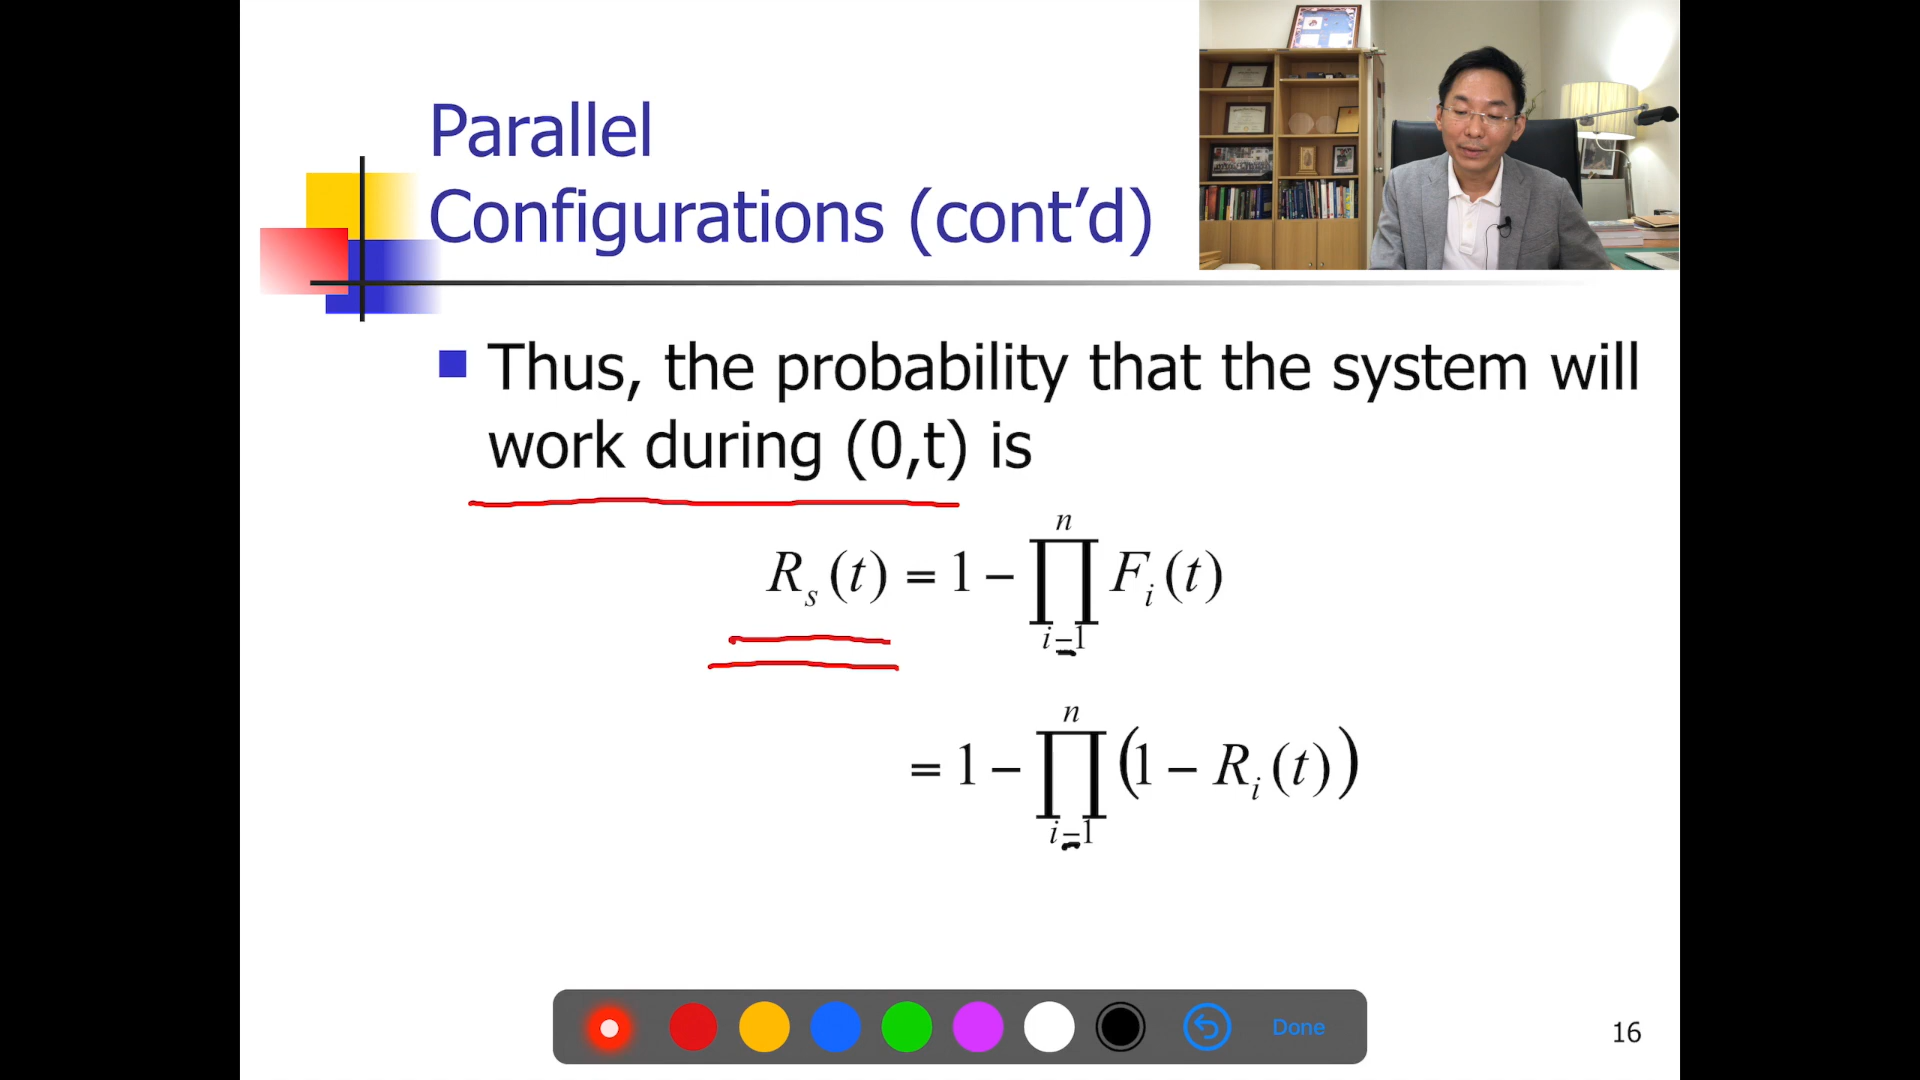 Parallel
Configurations (cont’d)
Thus, the probability that the system will
work during (0,t) is
R_s(t) = 1 − ∏_{i=1}^{n} F_i(t)
= 1 − ∏_{i=1}^{n} (1 − R_i(t))
Done
16